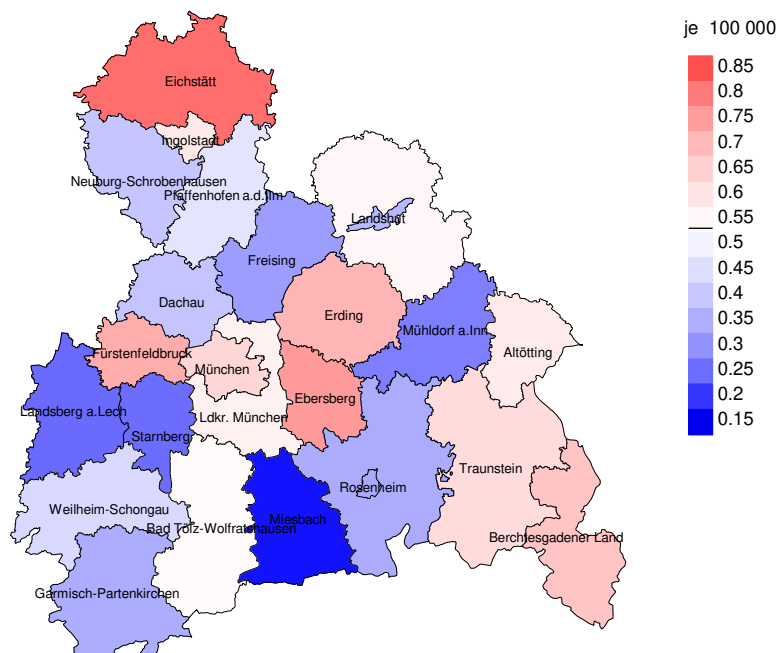 je 100 000
0.85
0.8
0.75
0.7
0.65
0.6
0.55
0.5
0.45
0.4
0.35
0.3
0.25
0.2
0.15
Eichstätt
Ingolstadt
Neuburg-Schrobenhausen
Pfaffenhofen a.d.Ilm
Landshut
Freising
Dachau
Erding
Mühldorf a.Inn
Fürstenfeldbruck
München
Altötting
Ebersberg
Landsberg a.Lech
Ldkr. München
Starnberg
Traunstein
Rosenheim
Weilheim-Schongau
Miesbach
Bad Tölz-Wolfratshausen
Berchtesgadener Land
Garmisch-Partenkirchen